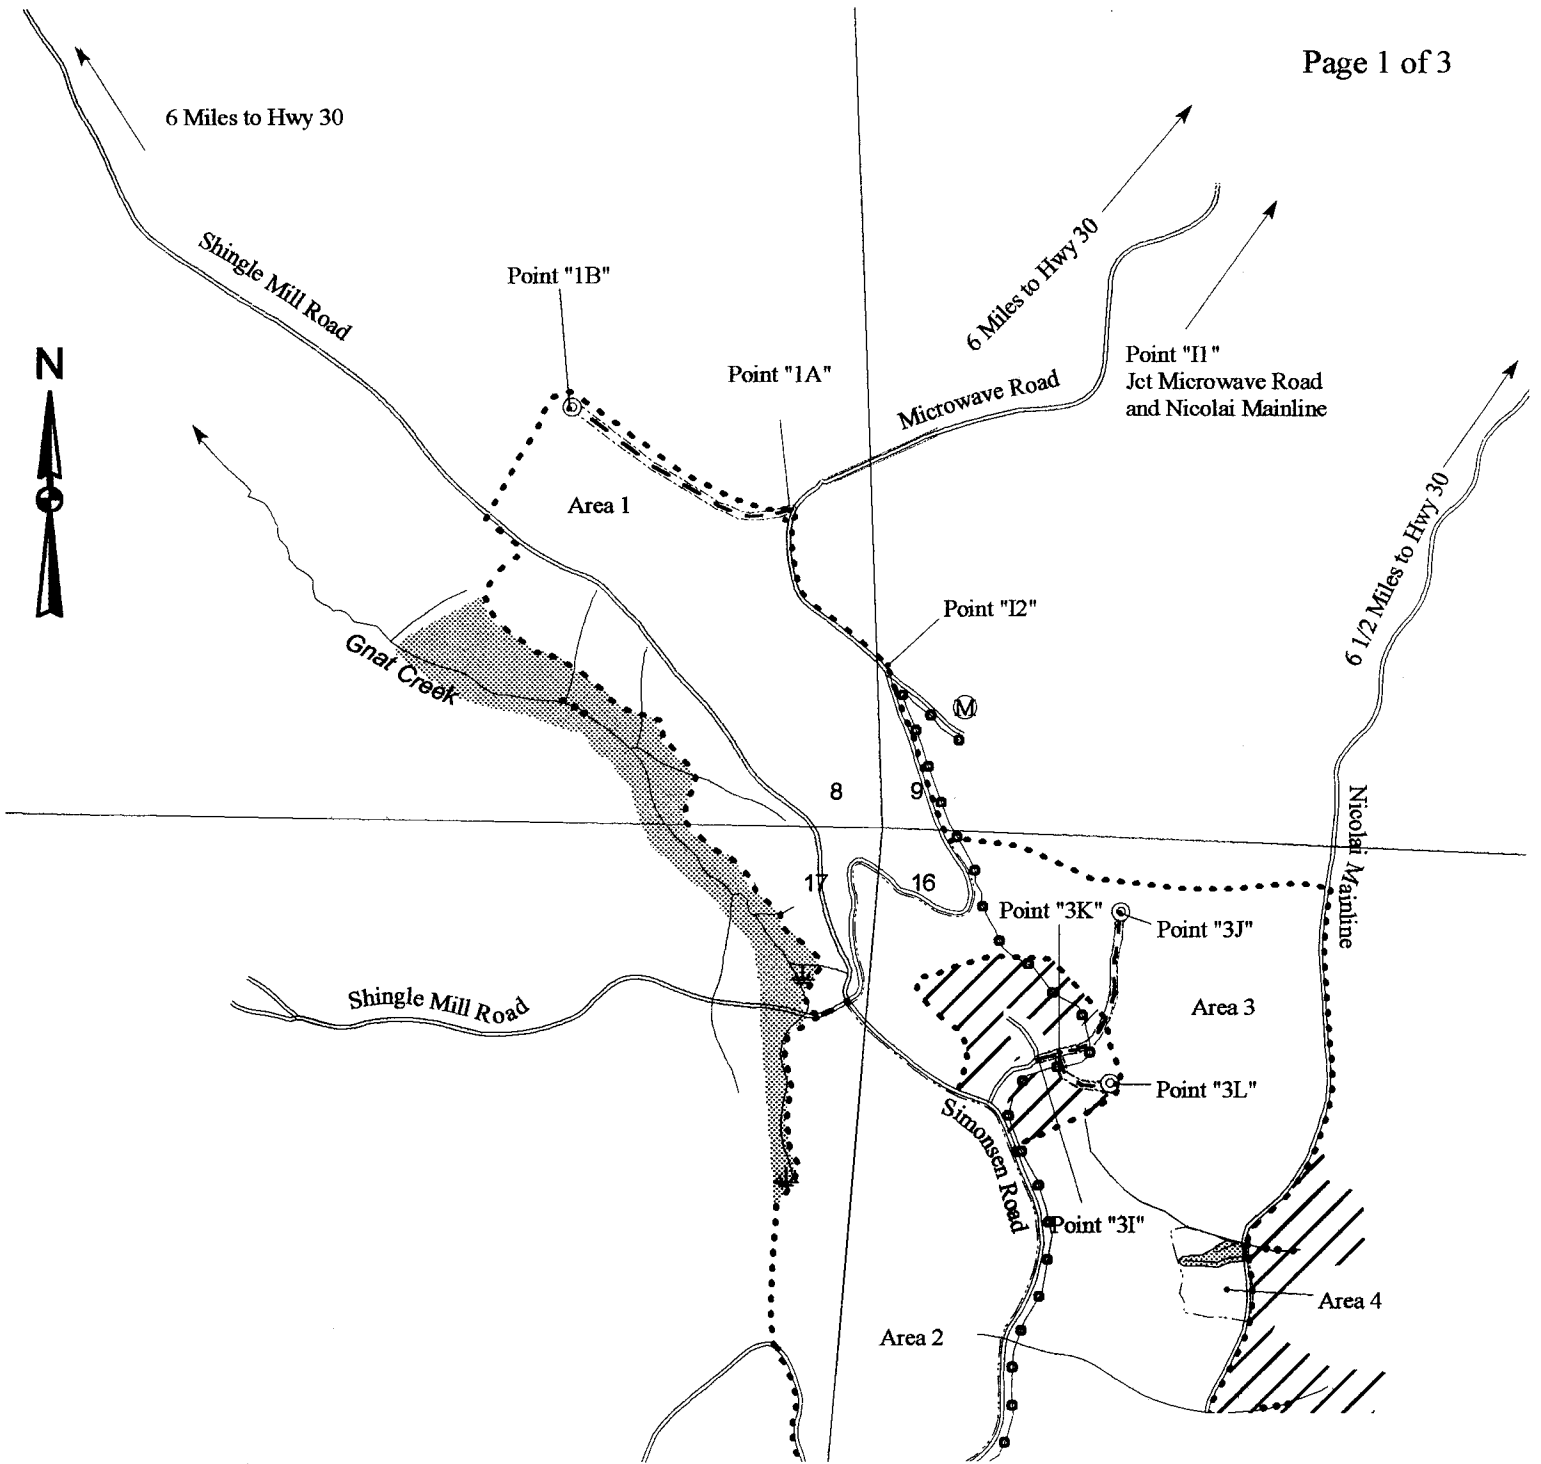 Page 1 of 3
6 Miles to Hwy 30
Shingle Mill Road
Point "1B"
6 Miles to Hwy 30
N
Point "1A"
Microwave Road
Point "I1"
Jct Microwave Road
and Nicolai Mainline
Area 1
6 1/2 Miles to Hwy 30
Point "I2"
Gnat Creek
M
8
9
Nicolai Mainline
17
16
Point "3K"
Point "3J"
Shingle Mill Road
Area 3
Point "3L"
Simonsen Road
Point "3I"
Area 4
Area 2